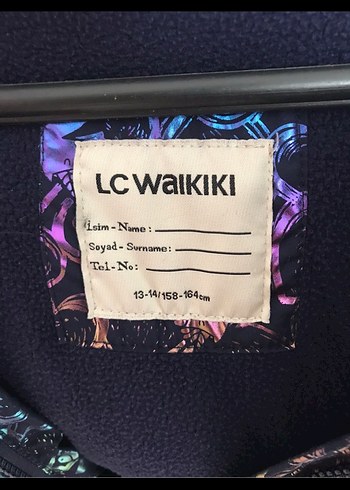 LC WAIKIKI
İsim - Name :
Soyad - Surname:
Tel - No:
13-14/158-164cm